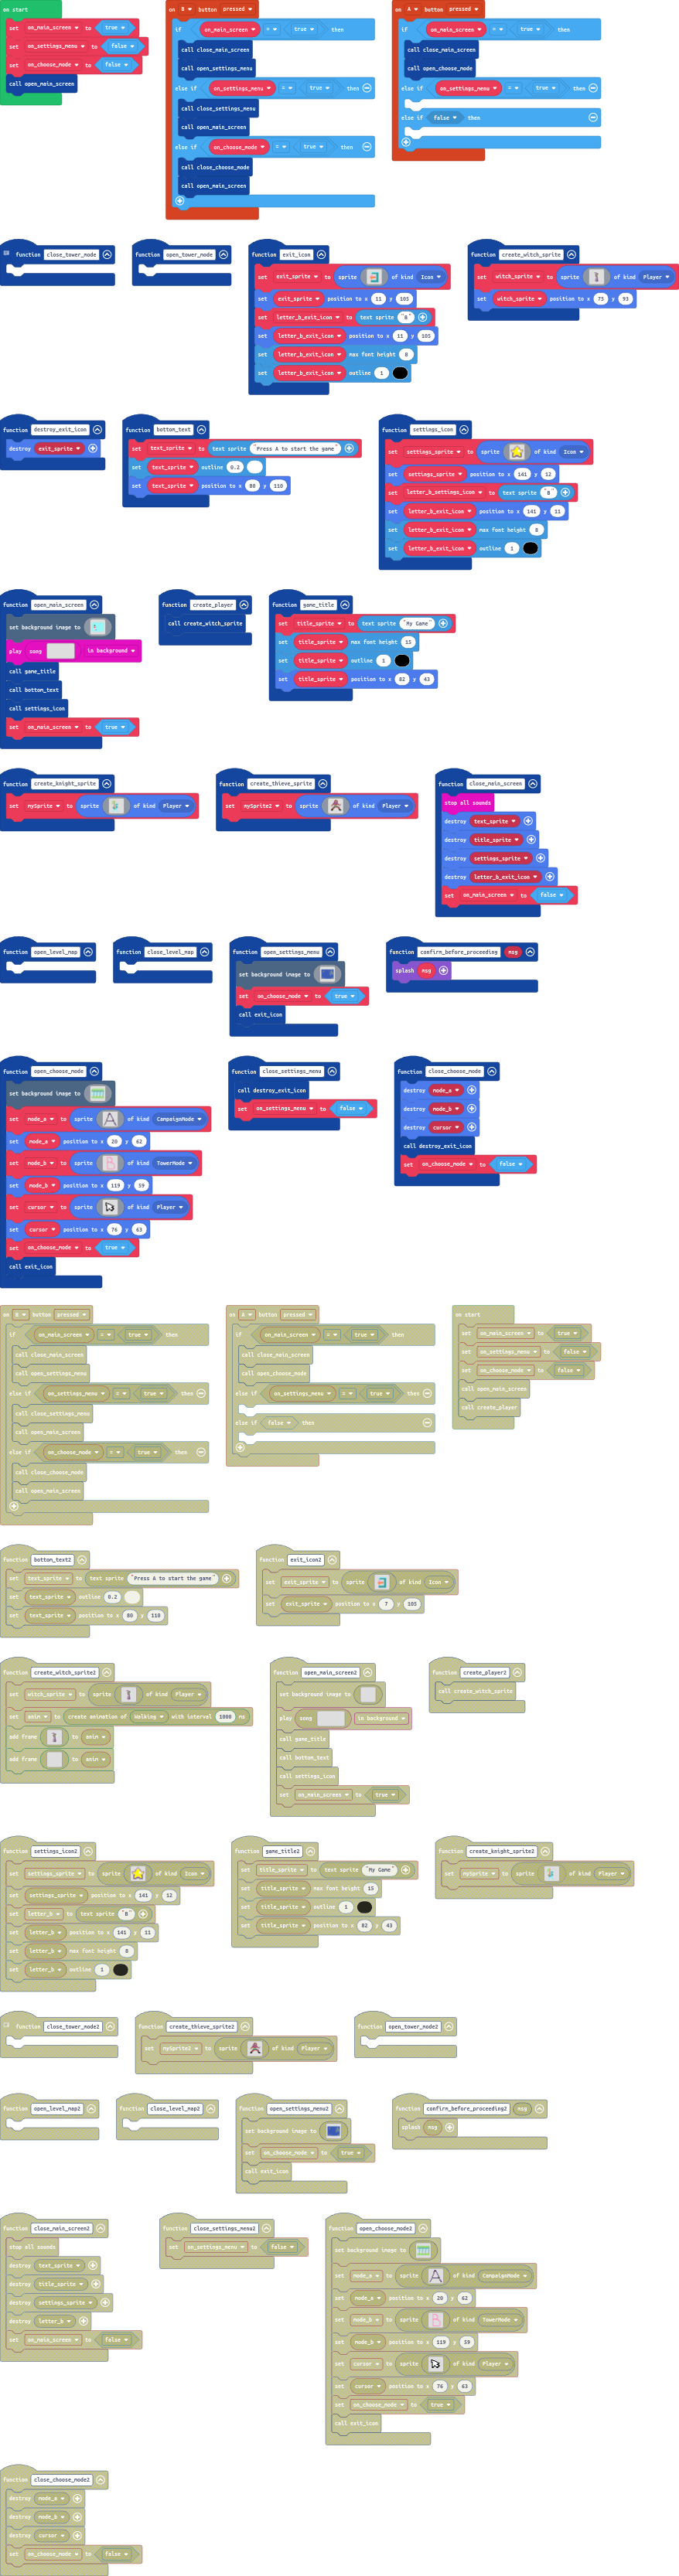 on start
set on_main_screen to true
set on_settings_menu to false
set on_choose_mode to false
call open_main_screen
on B button pressed
if on_main_screen = true then
call close_main_screen
call open_settings_menu
else if on_settings_menu = true then
call close_settings_menu
call open_main_screen
else if on_choose_mode = true then
call close_choose_mode
call open_main_screen
on A button pressed
if on_main_screen = true then
call close_main_screen
call open_choose_mode
else if on_settings_menu = true then
else if false then
function close_tower_mode
function open_tower_mode
function exit_icon
set exit_sprite to sprite of kind Icon
set exit_sprite position to x 11 y 105
set letter_b_exit_icon to text sprite "B"
set letter_b_exit_icon position to x 11 y 105
set letter_b_exit_icon max font height 8
set letter_b_exit_icon outline 1
function create_witch_sprite
set witch_sprite to sprite of kind Player
set witch_sprite position to x 75 y 93
function destroy_exit_icon
destroy exit_sprite
function bottom_text
set text_sprite to text sprite "Press A to start the game"
set text_sprite outline 0.2
set text_sprite position to x 80 y 110
function settings_icon
set settings_sprite to sprite of kind Icon
set settings_sprite position to x 141 y 12
set letter_b_settings_icon to text sprite "B"
set letter_b_exit_icon position to x 141 y 11
set letter_b_exit_icon max font height 8
set letter_b_exit_icon outline 1
function open_main_screen
set background image to
play song in background
call game_title
call bottom_text
call settings_icon
set on_main_screen to true
function create_player
call create_witch_sprite
function game_title
set title_sprite to text sprite "My Game"
set title_sprite max font height 15
set title_sprite outline 1
set title_sprite position to x 82 y 43
function create_knight_sprite
set mySprite to sprite of kind Player
function create_thieve_sprite
set mySprite2 to sprite of kind Player
function close_main_screen
stop all sounds
destroy text_sprite
destroy title_sprite
destroy settings_sprite
destroy letter_b_exit_icon
set on_main_screen to false
function open_level_map
function close_level_map
function open_settings_menu
set background image to
set on_choose_mode to true
call exit_icon
function confirm_before_proceeding msg
splash msg
function open_choose_mode
set background image to
set mode_a to sprite of kind CampaignMode
set mode_a position to x 20 y 62
set mode_b to sprite of kind TowerMode
set mode_b position to x 119 y 59
set cursor to sprite of kind Player
set cursor position to x 76 y 63
set on_choose_mode to true
call exit_icon
function close_settings_menu
call destroy_exit_icon
set on_settings_menu to false
function close_choose_mode
destroy mode_a
destroy mode_b
destroy cursor
call destroy_exit_icon
set on_choose_mode to false
on B button pressed
if on_main_screen = true then
call close_main_screen
call open_settings_menu
else if on_settings_menu = true then
call close_settings_menu
call open_main_screen
else if on_choose_mode = true then
call close_choose_mode
call open_main_screen
on A button pressed
if on_main_screen = true then
call close_main_screen
call open_choose_mode
else if on_settings_menu = true then
else if false then
on start
set on_main_screen to true
set on_settings_menu to false
set on_choose_mode to false
call open_main_screen
call create_player
function bottom_text2
set text_sprite to text sprite "Press A to start the game"
set text_sprite outline 0.2
set text_sprite position to x 80 y 110
function exit_icon2
set exit_sprite to sprite of kind Icon
set exit_sprite position to x 7 y 105
function create_witch_sprite2
set witch_sprite to sprite of kind Player
set anim to create animation of Walking with interval 1000 ms
add frame to anim
add frame to anim
function open_main_screen2
set background image to
play song in background
call game_title
call bottom_text
call settings_icon
set on_main_screen to true
function create_player2
call create_witch_sprite
function settings_icon2
set settings_sprite to sprite of kind Icon
set settings_sprite position to x 141 y 12
set letter_b to text sprite "B"
set letter_b position to x 141 y 11
set letter_b max font height 8
set letter_b outline 1
function game_title2
set title_sprite to text sprite "My Game"
set title_sprite max font height 15
set title_sprite outline 1
set title_sprite position to x 82 y 43
function create_knight_sprite2
set mySprite to sprite of kind Player
function close_tower_mode2
function create_thieve_sprite2
set mySprite2 to sprite of kind Player
function open_tower_mode2
function open_level_map2
function close_level_map2
function open_settings_menu2
set background image to
set on_choose_mode to true
call exit_icon
function confirm_before_proceeding2 msg
splash msg
function close_main_screen2
stop all sounds
destroy text_sprite
destroy title_sprite
destroy settings_sprite
destroy letter_b
set on_main_screen to false
function close_settings_menu2
set on_settings_menu to false
function open_choose_mode2
set background image to
set mode_a to sprite of kind CampaignMode
set mode_a position to x 20 y 62
set mode_b to sprite of kind TowerMode
set mode_b position to x 119 y 59
set cursor to sprite of kind Player
set cursor position to x 76 y 63
set on_choose_mode to true
call exit_icon
function close_choose_mode2
destroy mode_a
destroy mode_b
destroy cursor
set on_choose_mode to false